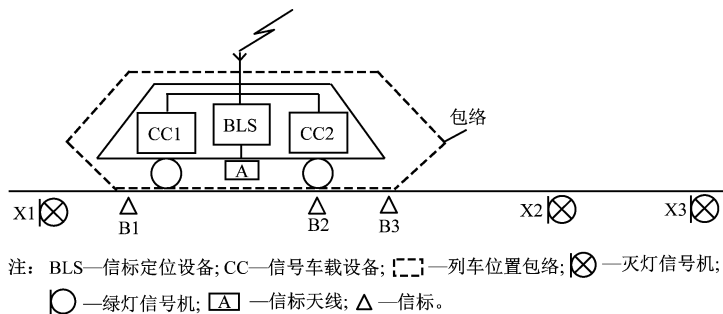 包络
CC1 BLS CC2
A
X1 B1 B2 B3 X2 X3
注: BLS—信标定位设备; CC—信号车载设备; —列车位置包络; —灭灯信号机;
—绿灯信号机; A —信标天线; —信标。